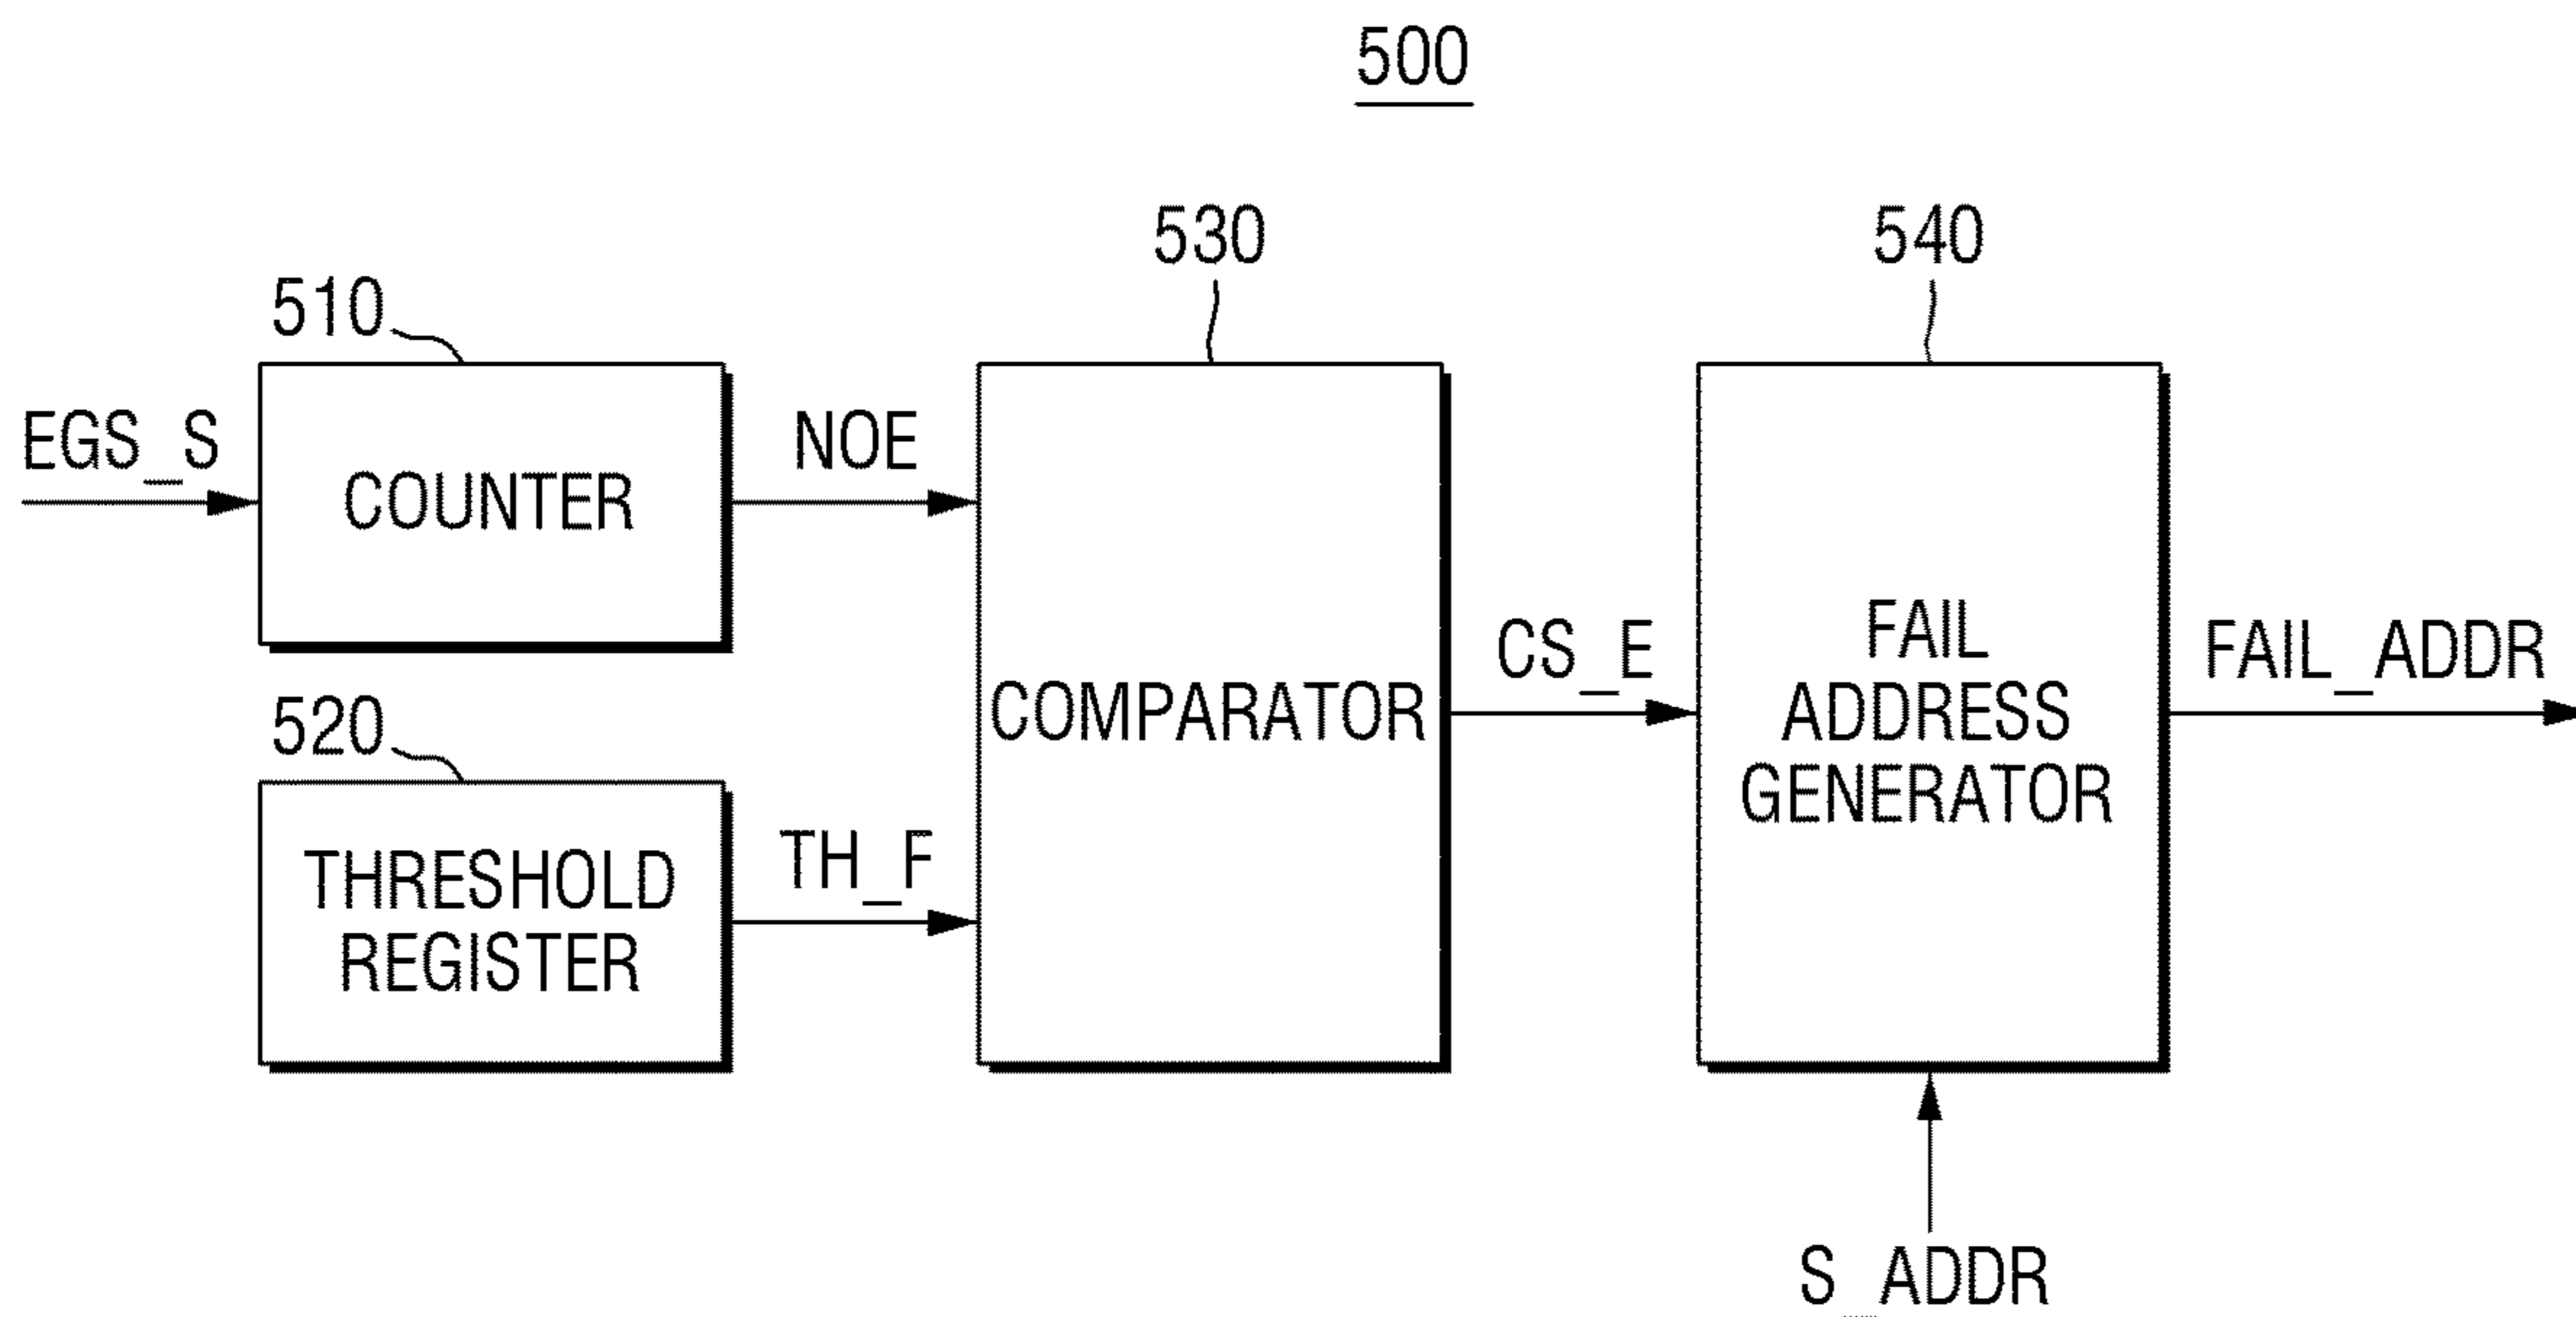 500
530
540
510
EGS_S
COUNTER
NOE
520
THRESHOLD
REGISTER
TH_F
COMPARATOR
CS_E
FAIL
ADDRESS
GENERATOR
FAIL_ADDR
S_ADDR